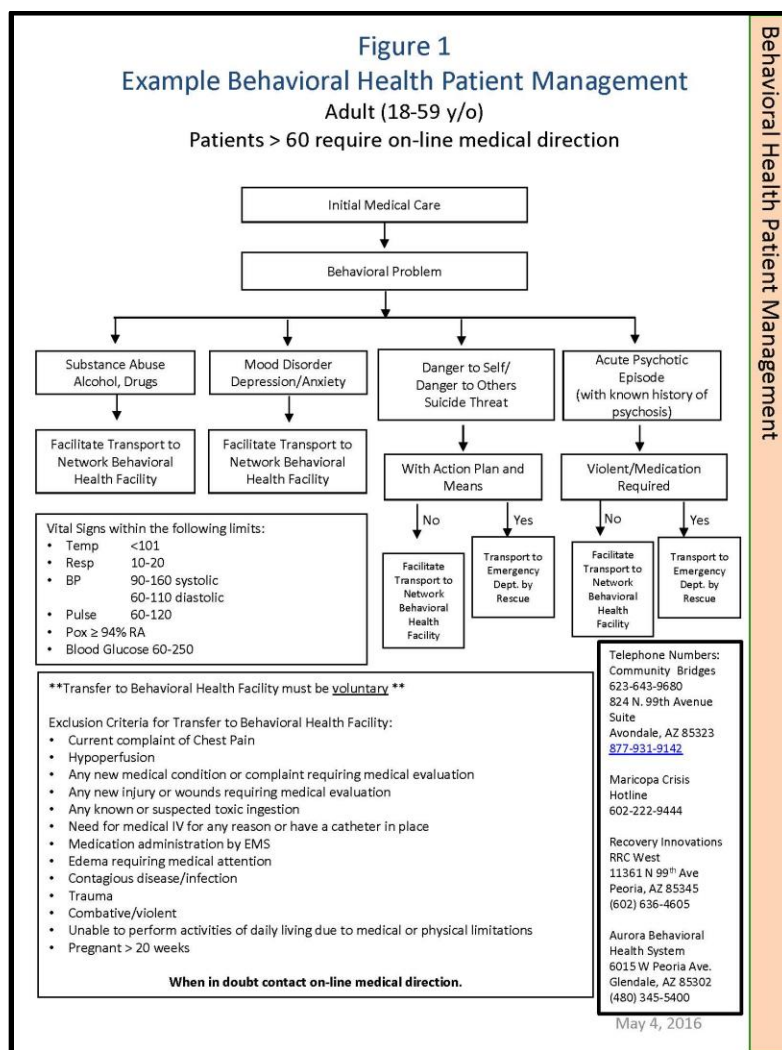 Figure 1
Example Behavioral Health Patient Management
Adult (18-59 y/o)
Patients > 60 require on-line medical direction
Behavioral Health Patient Management
Initial Medical Care
Behavioral Problem
Substance Abuse
Alcohol, Drugs
Mood Disorder
Depression/Anxiety
Danger to Self/
Danger to Others
Suicide Threat
Acute Psychotic
Episode
(with known history of
psychosis)
Facilitate Transport to
Network Behavioral
Health Facility
Facilitate Transport to
Network Behavioral
Health Facility
With Action Plan and
Means
Violent/Medication
Required
No
Yes
No
Yes
Facilitate
Transport to
Network
Behavioral
Health
Facility
Transport to
Emergency
Dept. by
Rescue
Facilitate
Transport to
Network
Behavioral
Health
Facility
Transport to
Emergency
Dept. by
Rescue
Vital Signs within the following limits:
• Temp <101
• Resp 10-20
• BP 90-160 systolic
60-110 diastolic
• Pulse 60-120
• Pox ≥ 94% RA
• Blood Glucose 60-250
**Transfer to Behavioral Health Facility must be voluntary **
Exclusion Criteria for Transfer to Behavioral Health Facility:
• Current complaint of Chest Pain
• Hypoperfusion
• Any new medical condition or complaint requiring medical evaluation
• Any new injury or wounds requiring medical evaluation
• Any known or suspected toxic ingestion
• Need for medical IV for any reason or have a catheter in place
• Medication administration by EMS
• Edema requiring medical attention
• Contagious disease/infection
• Trauma
• Combative/violent
• Unable to perform activities of daily living due to medical or physical limitations
• Pregnant > 20 weeks
When in doubt contact on-line medical direction.
Telephone Numbers:
Community Bridges
623-643-9680
824 N. 99th Avenue
Suite
Avondale, AZ 85323
877-931-9142
Maricopa Crisis
Hotline
602-222-9444
Recovery Innovations
RRC West
11361 N 99th Ave
Peoria, AZ 85345
(602) 636-4605
Aurora Behavioral
Health System
6015 W Peoria Ave.
Glendale, AZ 85302
(480) 345-5400
May 4, 2016